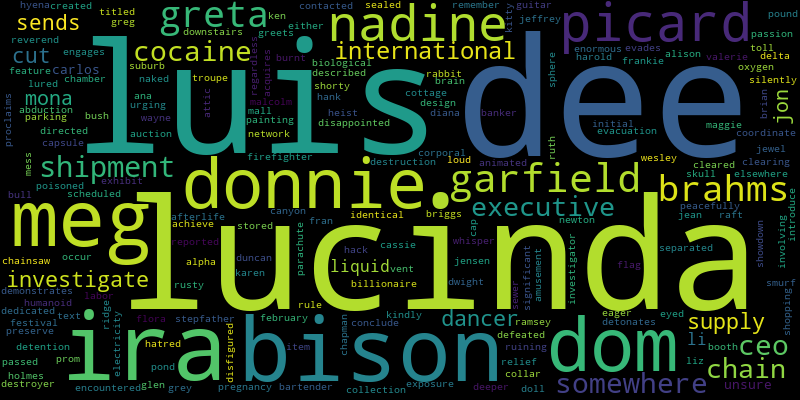 hyena created
titled
greg
sends
greta
ken
greets
downstairs
either
contacted
sealed
remember
guitar
kitty
jeffrey
picard
pound
passion
nadine
cut
reverend
engages
cocaine
international
enormous
evades
alison
valerie
toll
busy
delta
feature
carlos
suburb
naked
luis
regardless
acquires
burnt
biological
described
rabbit
brain
dee
harold
frankie
oxygen
sphere
silently
lured
chamber
mona
ana
troupe
attic
malcolm
shorty
hank
cottage
design
diana
banker
initial
evacuation
maggie
brian
jon
coordinate
proclaims
abduction
parking
bush
urging
wayne
mall
painting
heist
disappointed
directed
capsule
auction
network
firefighter
destruction
corporal
loud
animated
ruth
wesley
cleared
clearing
jewel
mess
shipment
poisoned
scheduled
exhibit
donnie
garfield
skull
elsewhere
brahms
bull
meg
afterlife
achieve
canyon
fran
identical
briggs
executive
cap
newton
peacefully
jean
raft
introduce
involving
lucinda
stored
reported
parachute
hack
cassie
whisper
investigator
separated
showdown
chainsaw
occur
alpha
duncan
karen
liquid
vent
jensen
significant
amusement
sewer
flag
investigate
billionaire
dwight
smurf
shopping
demonstrates
humanoid
labor
rusty
rule
dedicated
text
flora
stepfather
february
chapman
kindly
dancer
ramsey
eager
eyed
detonates
supply
festival
preserve
ridge
electricity
ira
hatred
disfigured
bison
item
conclude
defeated
ruining
dom
li
booth
ceo
detention
prom
passed
holmes
pond
relief
collar
liz
chain
destroyer
encountered
glen
grey
pregnancy
bartender
collection
exposure
deeper
doll
somewhere
unsure